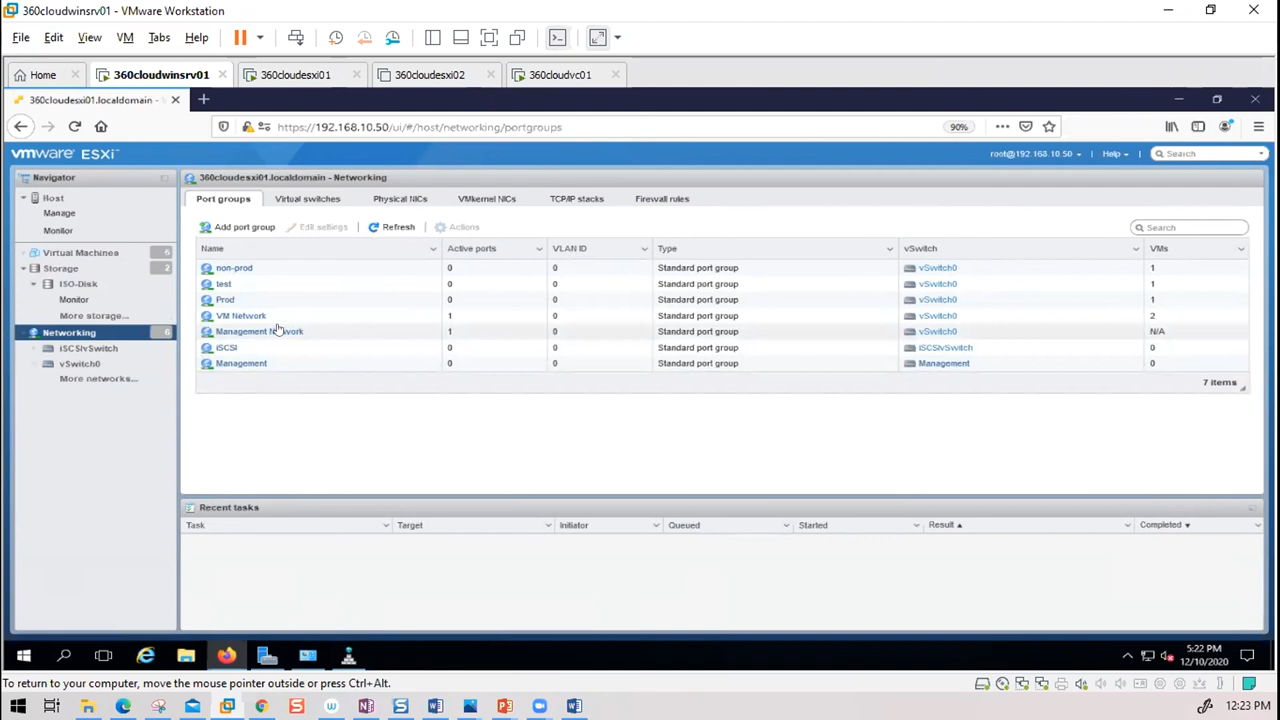 360cloudwinsrv01 - VMware Workstation
File Edit View VM Tabs Help
Home 360cloudwinsrv01 360cloudesxi01 360cloudesxi02 360cloudvc01
360cloudesxi01.localdomain -
https://192.168.10.50/ui/#/host/networking/portgroups 90%
vmware ESXi™ root@192.168.10.50 Help Search
Navigator
Host
Manage
Monitor
Virtual Machines 6
Storage 2
ISO-Disk
Monitor
More storage...
Networking 6
iSCSIvSwitch
vSwitch0
More networks...
360cloudesxi01.localdomain - Networking
Port groups Virtual switches Physical NICs VMkernel NICs TCP/IP stacks Firewall rules
Add port group Edit settings Refresh Actions Search
Name Active ports VLAN ID Type vSwitch VMs
non-prod 0 0 Standard port group vSwitch0 1
test 0 0 Standard port group vSwitch0 1
Prod 0 0 Standard port group vSwitch0 1
VM Network 1 0 Standard port group vSwitch0 2
Management Network 1 0 Standard port group vSwitch0 N/A
iSCSI 0 0 Standard port group iSCSIvSwitch 0
Management 0 0 Standard port group Management 0
7 items
Recent tasks
Task Target Initiator Queued Started Result Completed
5:22 PM
12/10/2020
To return to your computer, move the mouse pointer outside or press Ctrl+Alt.
12:23 PM